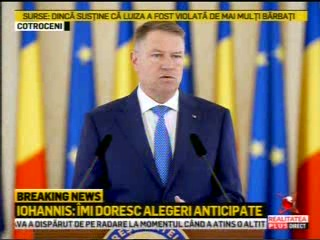 SURSE: DINCĂ SUSȚINE CĂ LUIZA A FOST VIOLATĂ DE MAI MULȚI BĂRBAȚI
COTROCENI
BREAKING NEWS
IOHANNIS: ÎMI DORESC ALEGERI ANTICIPATE
VA A DISPĂRUT DE PE RADARE LA MOMENTUL CÂND A ATINS O ALTIT
REALITATEA
PLUS DIRECT